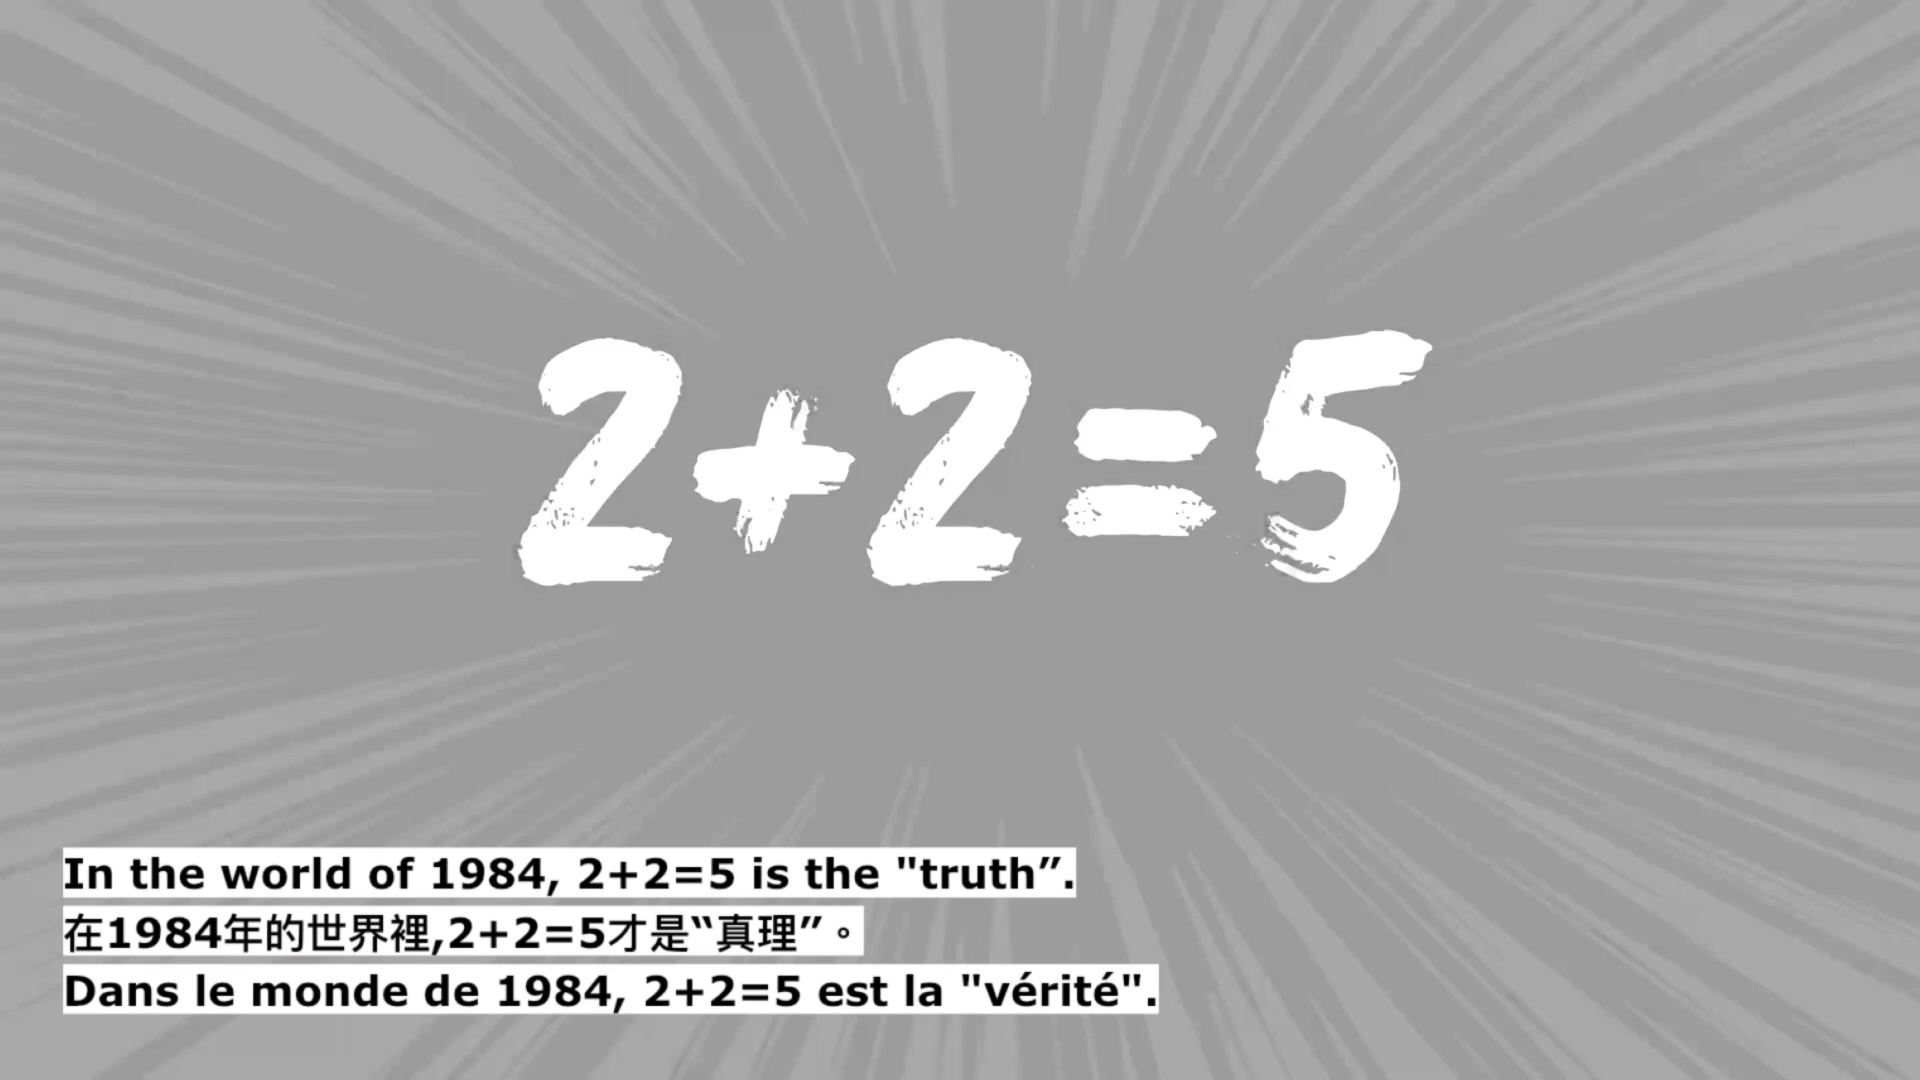 2+2=5
In the world of 1984, 2+2=5 is the "truth”.
在1984年的世界裡,2+2=5才是“真理”。
Dans le monde de 1984, 2+2=5 est la "vérité".